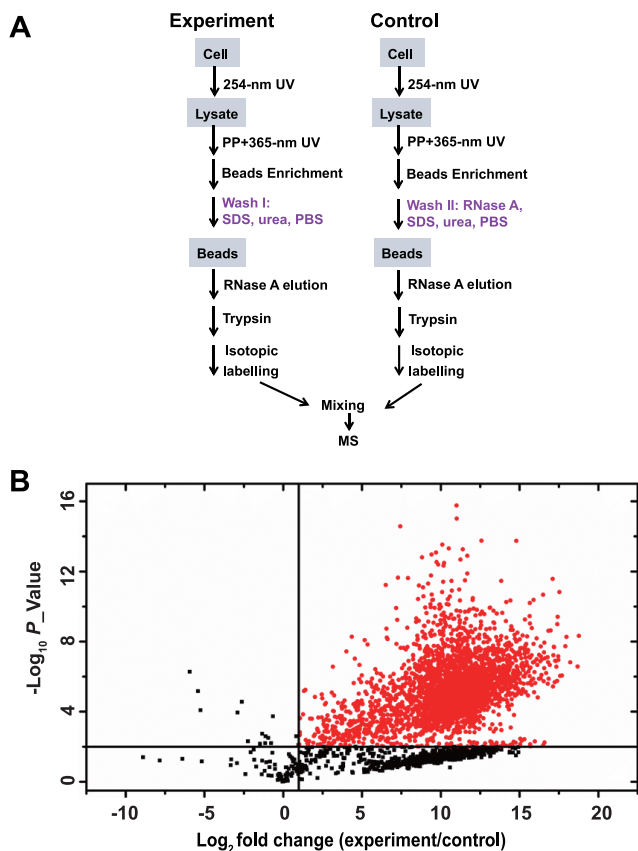 A
Experiment
Control
Cell
Cell
254-nm UV
254-nm UV
Lysate
Lysate
PP+365-nm UV
PP+365-nm UV
Beads Enrichment
Beads Enrichment
Wash I:
SDS, urea, PBS
Wash II: RNase A,
SDS, urea, PBS
Beads
Beads
RNase A elution
RNase A elution
Trypsin
Trypsin
Isotopic
labelling
Isotopic
labelling
Mixing
MS
B
16
12
8
4
0
-Log₁₀ P_Value
-10
-5
0
5
10
15
20
Log₂ fold change (experiment/control)